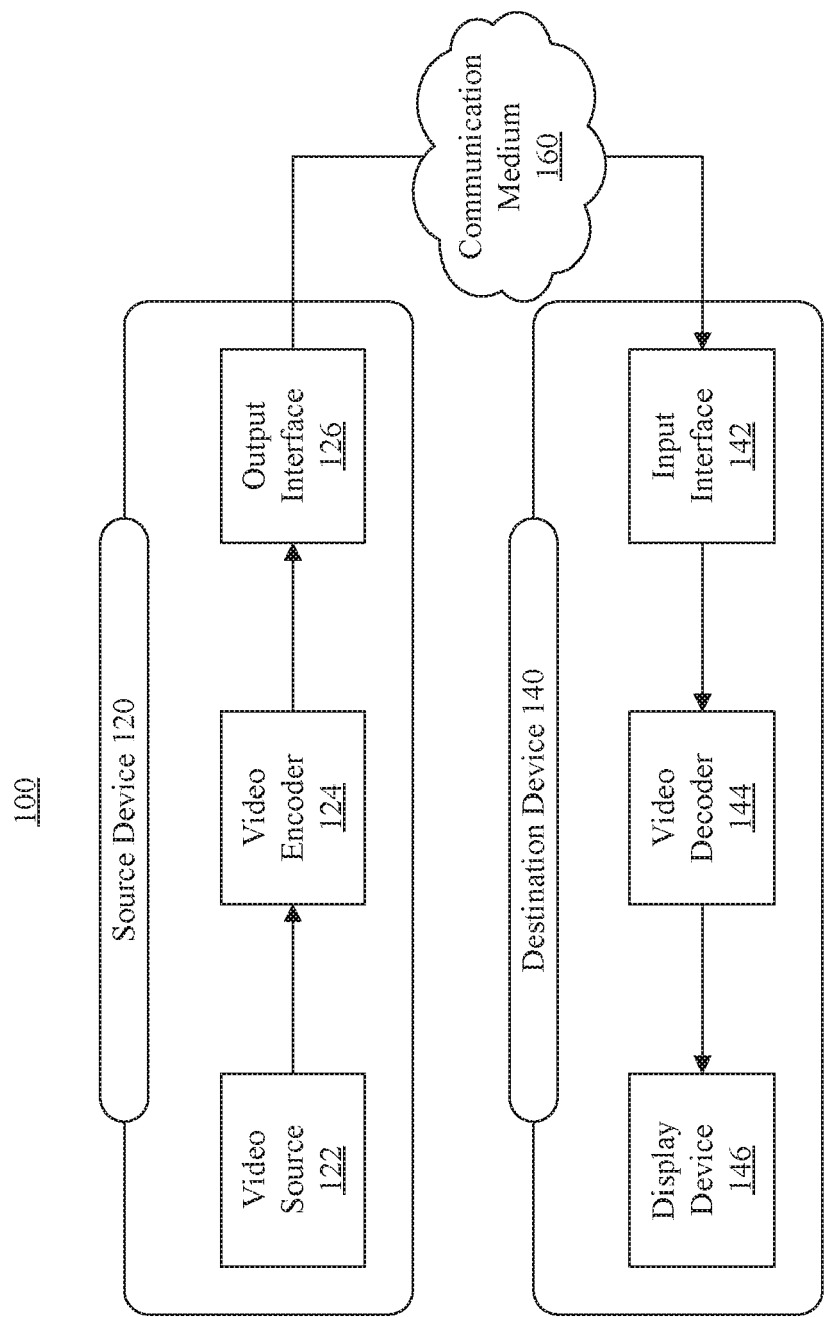 100
Source Device 120
Video
Source
122
Video
Encoder
124
Output
Interface
126
Communication
Medium
160
Destination Device 140
Display
Device
146
Video
Decoder
144
Input
Interface
142